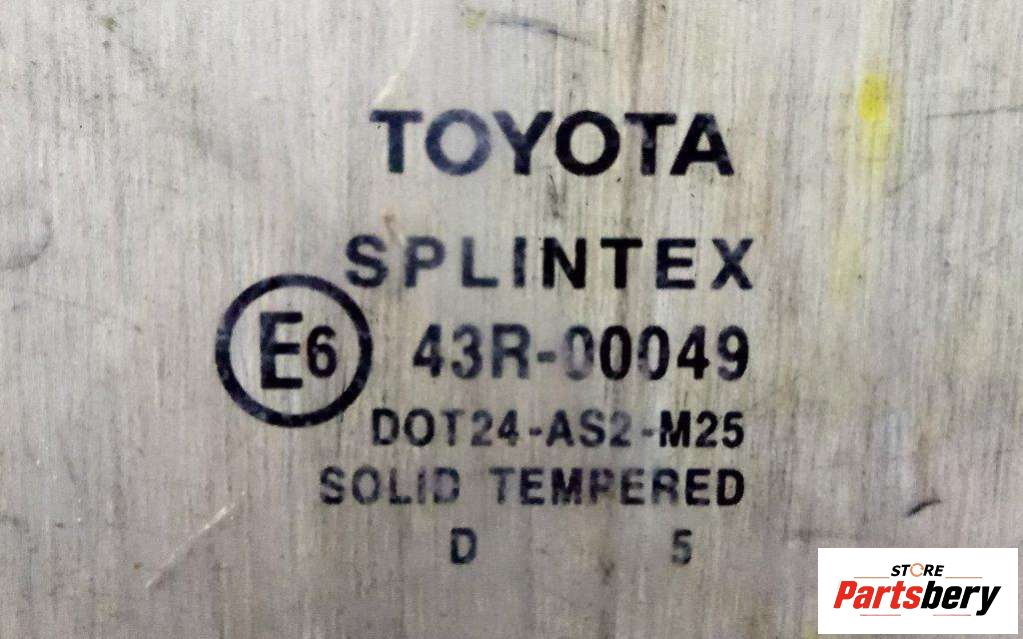 TOYOTA
SPLINTEX
E6 43R-00049
DOT24-AS2-M25
SOLID TEMPERED
D 5
STORE
Partsbery